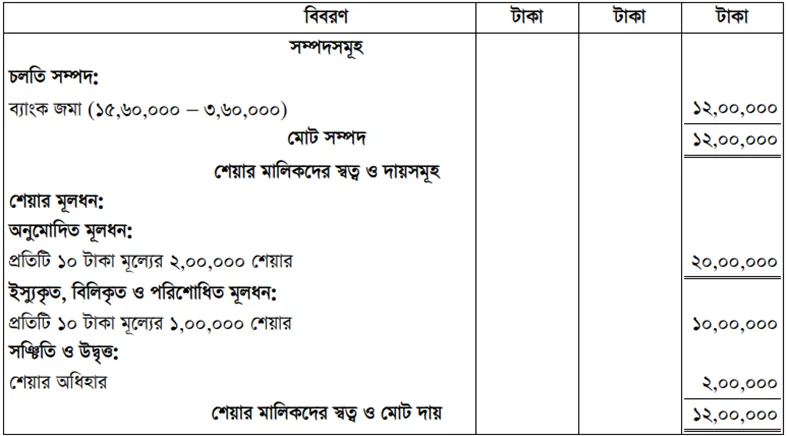 বিবরণ টাকা টাকা টাকা
সম্পদসমূহ
চলতি সম্পদ:
ব্যাংক জমা (১৫,৬০,০০০ – ৩,৬০,০০০) ১২,০০,০০০
মোট সম্পদ ১২,০০,০০০
শেয়ার মালিকদের স্বত্ব ও দায়সমূহ
শেয়ার মূলধন:
অনুমোদিত মূলধন:
প্রতিটি ১০ টাকা মূল্যের ২,০০,০০০ শেয়ার ২০,০০,০০০
ইস্যুকৃত, বিলিকৃত ও পরিশোধিত মূলধন:
প্রতিটি ১০ টাকা মূল্যের ১,০০,০০০ শেয়ার ১০,০০,০০০
সঞ্চিতি ও উদ্বৃত্ত:
শেয়ার অধিহার ২,০০,০০০
শেয়ার মালিকদের স্বত্ব ও মোট দায় ১২,০০,০০০